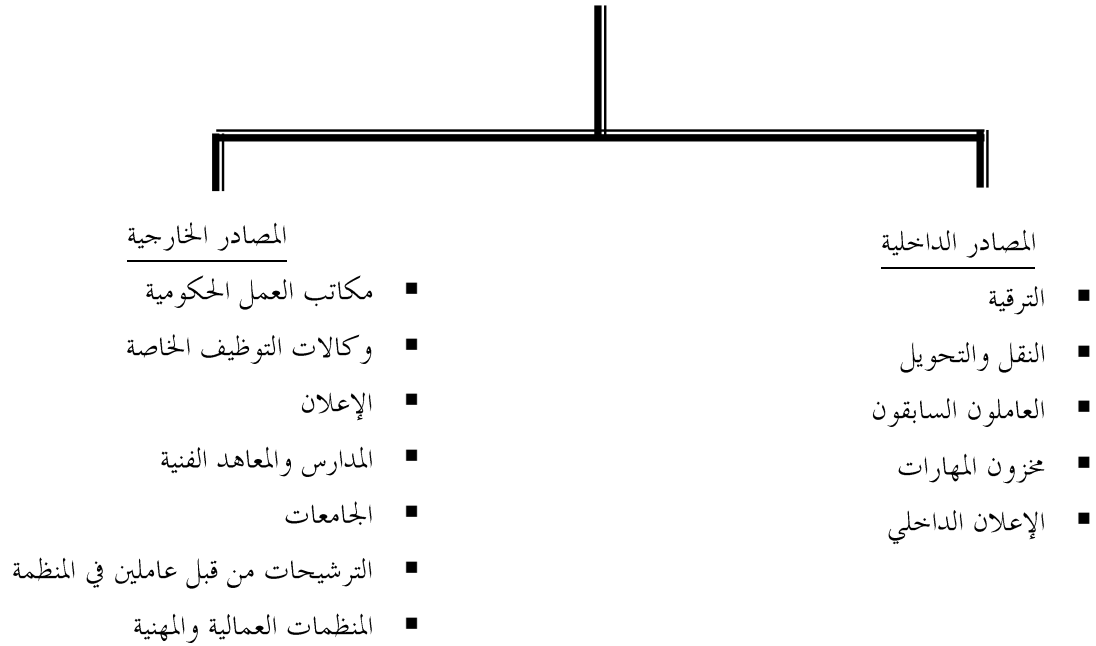 المصادر الداخلية
▪ الترقية
▪ النقل والتحويل
▪ العاملون السابقون
▪ مخزون المهارات
▪ الإعلان الداخلي
المصادر الخارجية
▪ مكاتب العمل الحكومية
▪ وكالات التوظيف الخاصة
▪ الإعلان
▪ المدارس والمعاهد الفنية
▪ الجامعات
▪ الترشيحات من قبل عاملين في المنظمة
▪ المنظمات العمالية والمهنية